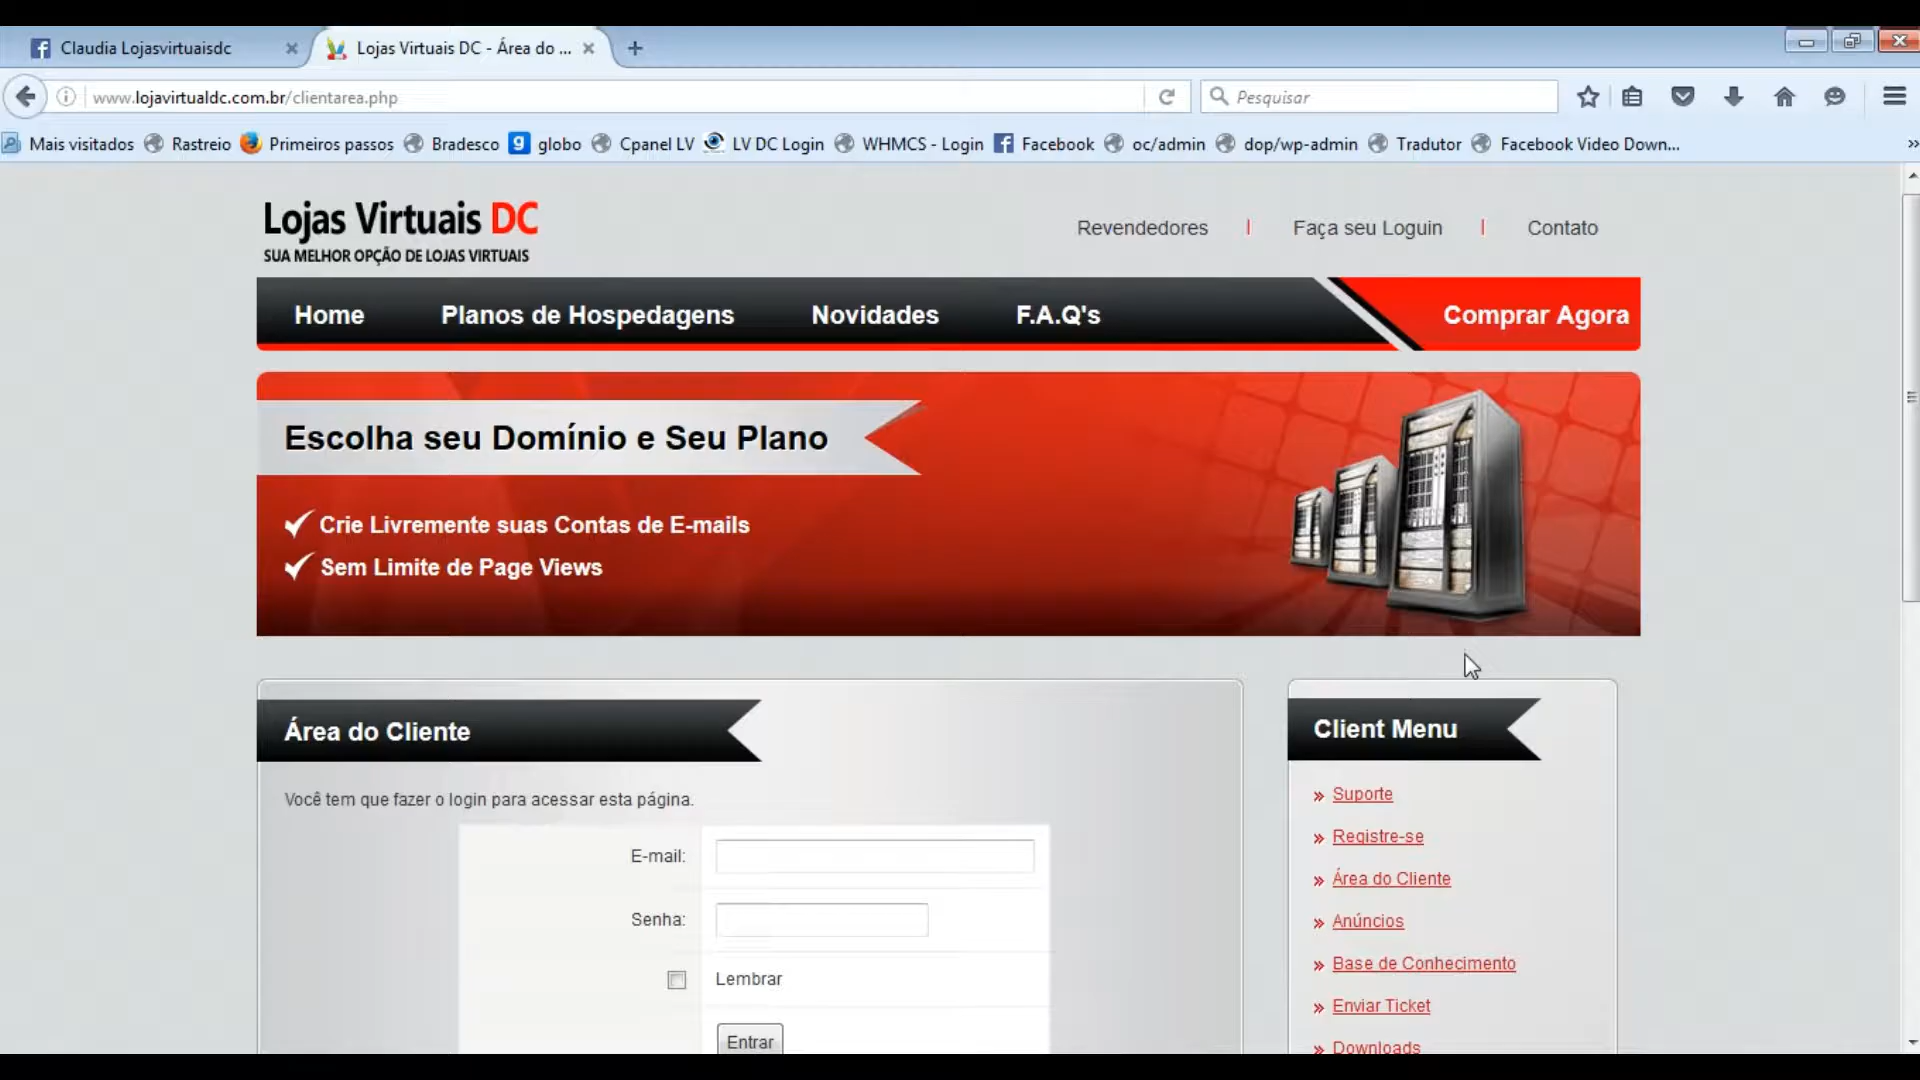 Claudia Lojasvirtuaisdc
Lojas Virtuais DC - Área do ...
www.lojavirtualdc.com.br/clientarea.php
Pesquisar
Mais visitados Rastreio Primeiros passos Bradesco globo Cpanel LV LV DC Login WHMCS - Login Facebook oc/admin dop/wp-admin Tradutor Facebook Video Down...
Lojas Virtuais DC
SUA MELHOR OPÇÃO DE LOJAS VIRTUAIS
Revendedores | Faça seu Loguin | Contato
Home Planos de Hospedagens Novidades F.A.Q's Comprar Agora
Escolha seu Domínio e Seu Plano
Crie Livremente suas Contas de E-mails
Sem Limite de Page Views
Área do Cliente
Você tem que fazer o login para acessar esta página.
E-mail:
Senha:
Lembrar
Entrar
Client Menu
» Suporte
» Registre-se
» Área do Cliente
» Anúncios
» Base de Conhecimento
» Enviar Ticket
» Downloads